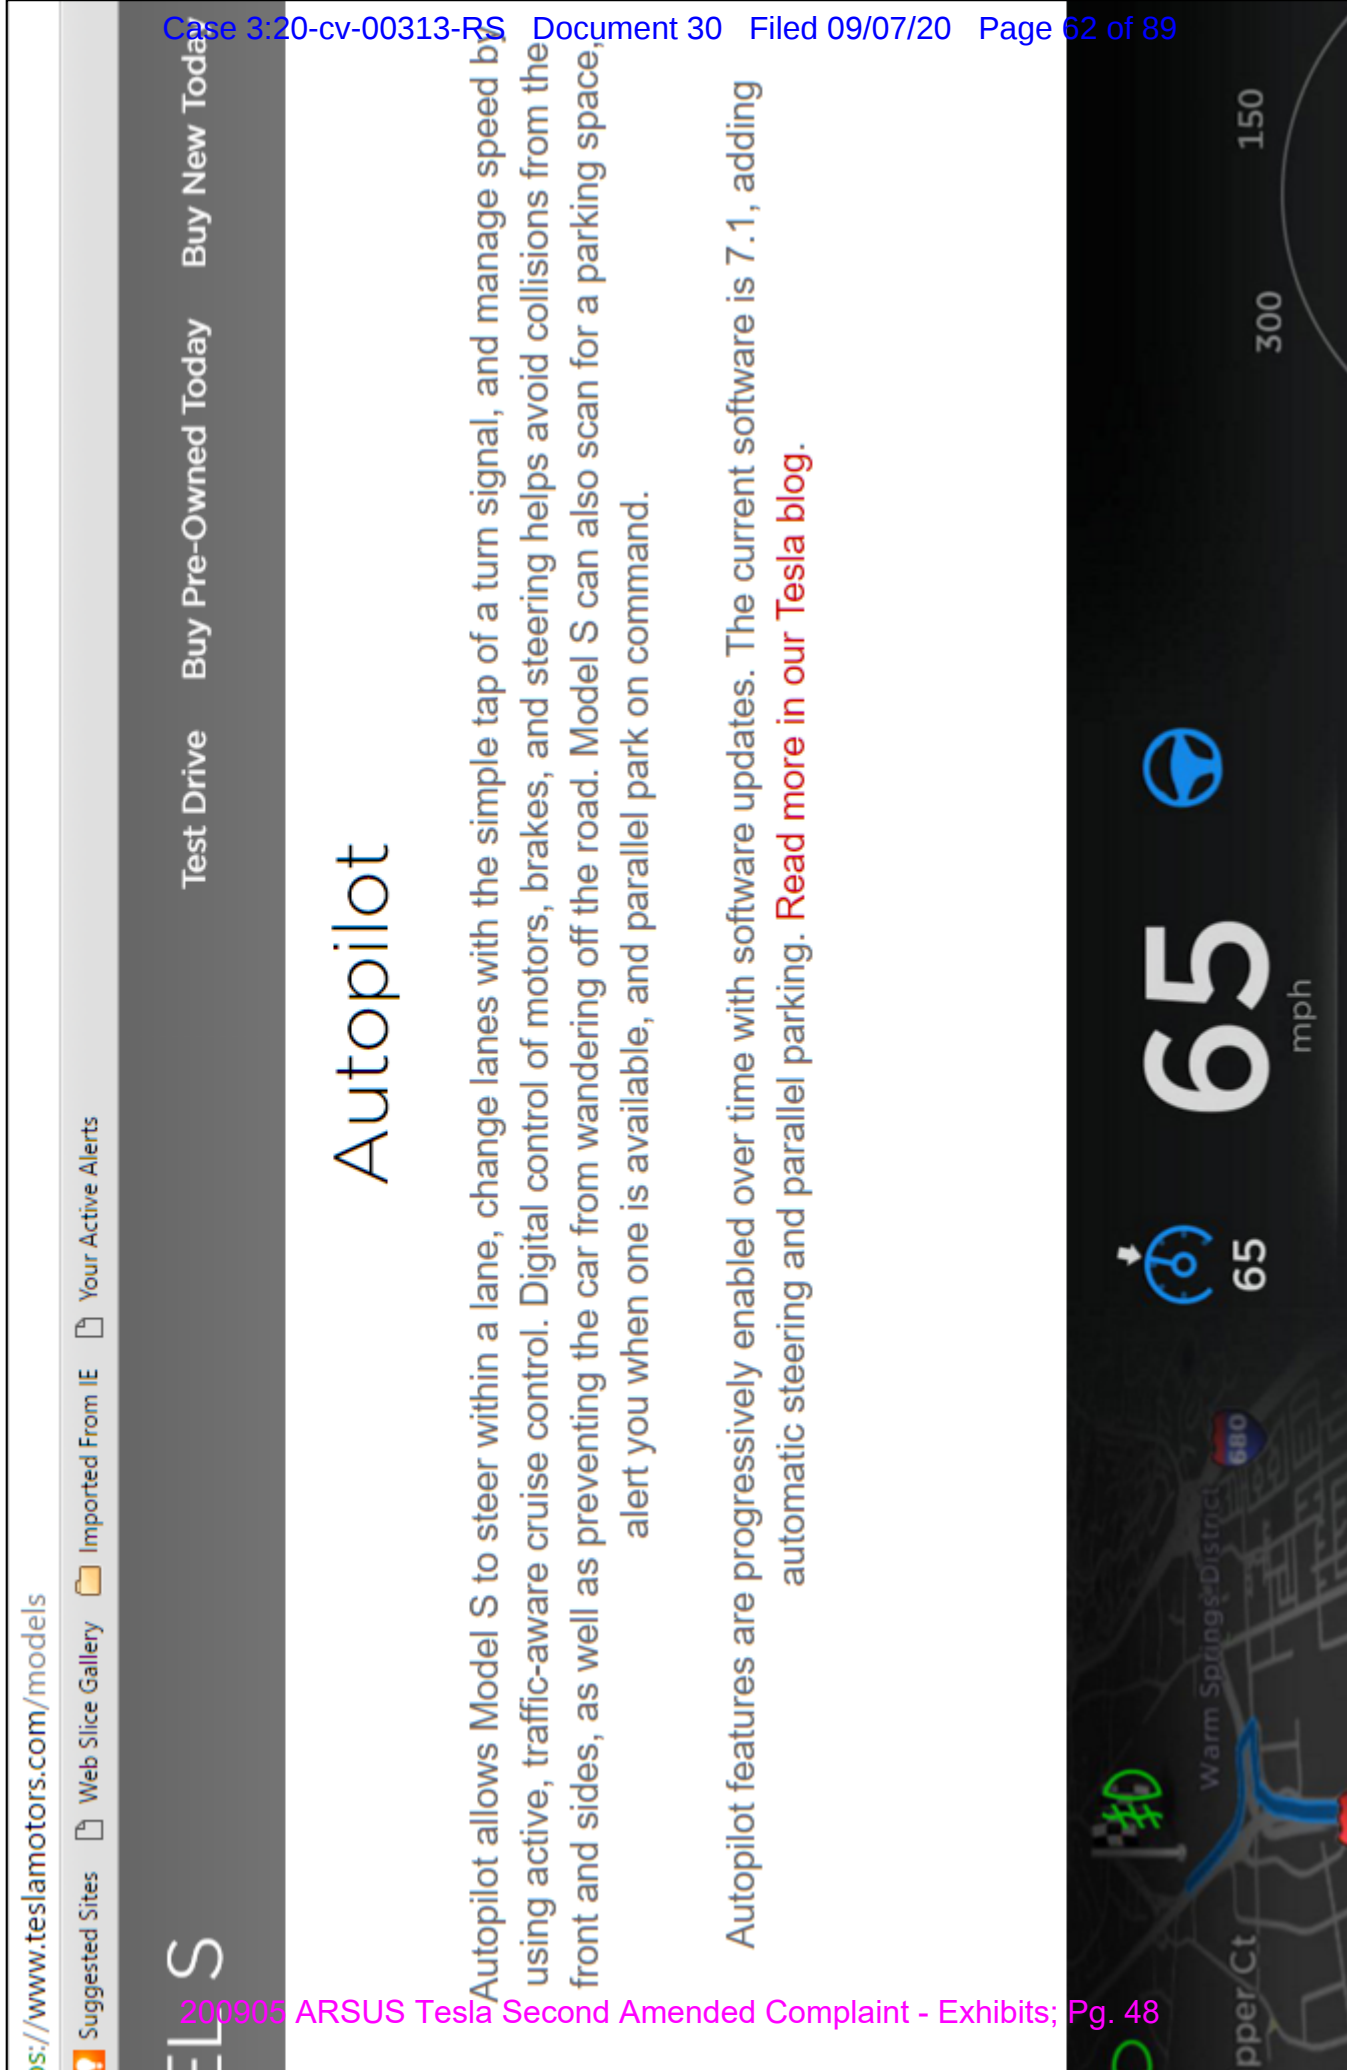 Case 3:20-cv-00313-RS Document 30 Filed 09/07/20 Page 62 of 89
s://www.teslamotors.com/models
Suggested Sites Web Slice Gallery Imported From IE Your Active Alerts
EL S Test Drive Buy Pre-Owned Today Buy New Today
Autopilot
Autopilot allows Model S to steer within a lane, change lanes with the simple tap of a turn signal, and manage speed by
using active, traffic-aware cruise control. Digital control of motors, brakes, and steering helps avoid collisions from the
front and sides, as well as preventing the car from wandering off the road. Model S can also scan for a parking space,
alert you when one is available, and parallel park on command.
Autopilot features are progressively enabled over time with software updates. The current software is 7.1, adding
automatic steering and parallel parking. Read more in our Tesla blog.
65
65
mph
300
150
Warm Springs District
680
pper Ct
200905 ARSUS Tesla Second Amended Complaint - Exhibits; Pg. 48